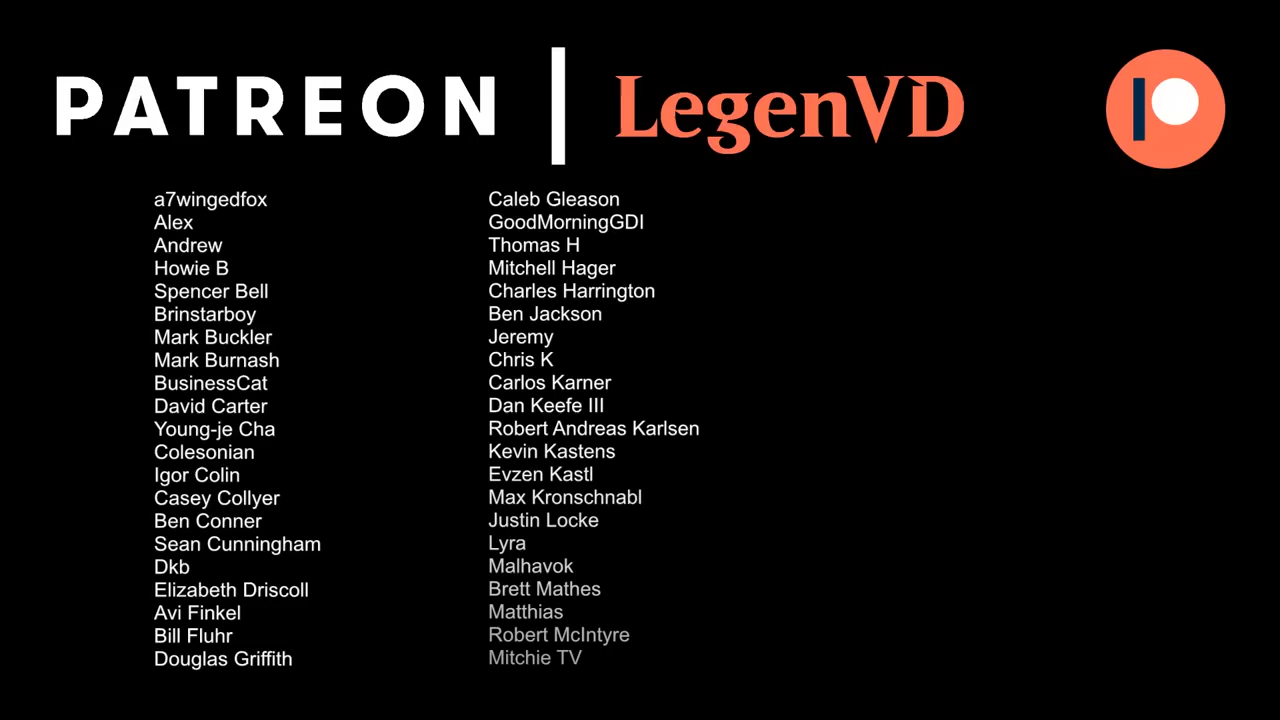 PATREON | LegenVD
a7wingedfox
Alex
Andrew
Howie B
Spencer Bell
Brinstarboy
Mark Buckler
Mark Burnash
BusinessCat
David Carter
Young-je Cha
Colesonian
Igor Colin
Casey Collyer
Ben Conner
Sean Cunningham
Dkb
Elizabeth Driscoll
Avi Finkel
Bill Fluhr
Douglas Griffith
Caleb Gleason
GoodMorningGDI
Thomas H
Mitchell Hager
Charles Harrington
Ben Jackson
Jeremy
Chris K
Carlos Karner
Dan Keefe III
Robert Andreas Karlsen
Kevin Kastens
Evzen Kastl
Max Kronschnabl
Justin Locke
Lyra
Malhavok
Brett Mathes
Matthias
Robert McIntyre
Mitchie TV